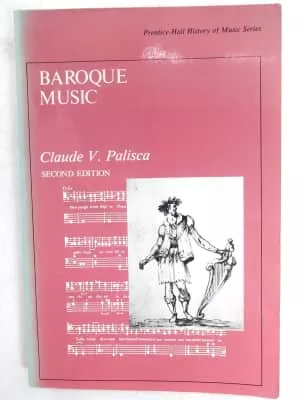 Prentice-Hall History of Music Series
BAROQUE
MUSIC
Claude V. Palisca
SECOND EDITION